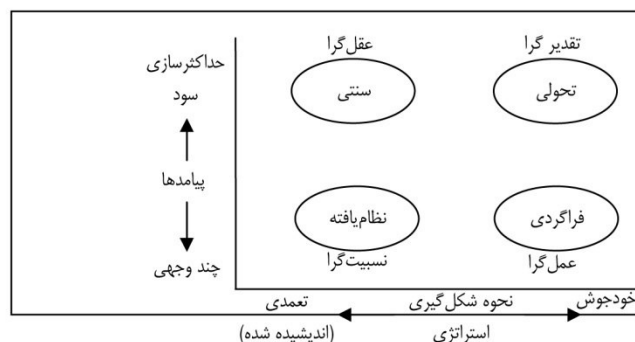 تقدیر گرا
عقل‌گرا
حداکثرسازی
سود
تحولی
سنتی
پیامدها
فراگردی
نظام‌یافته
چند وجهی
عمل‌گرا
نسبیت‌گرا
خودجوش
نحوه شکل‌گیری
تعمدی
استراتژی
(اندیشیده شده)